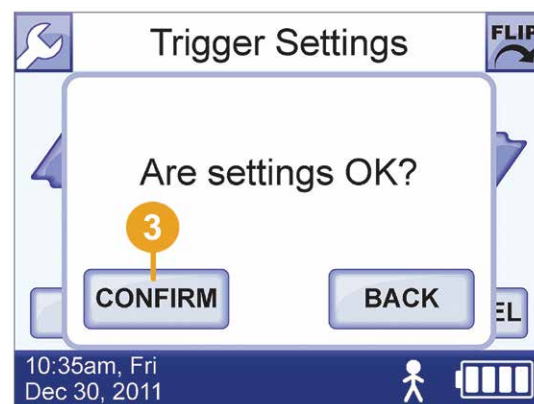 Trigger Settings
FLIP
Are settings OK?
3
CONFIRM
BACK
EL
10:35am, Fri
Dec 30, 2011